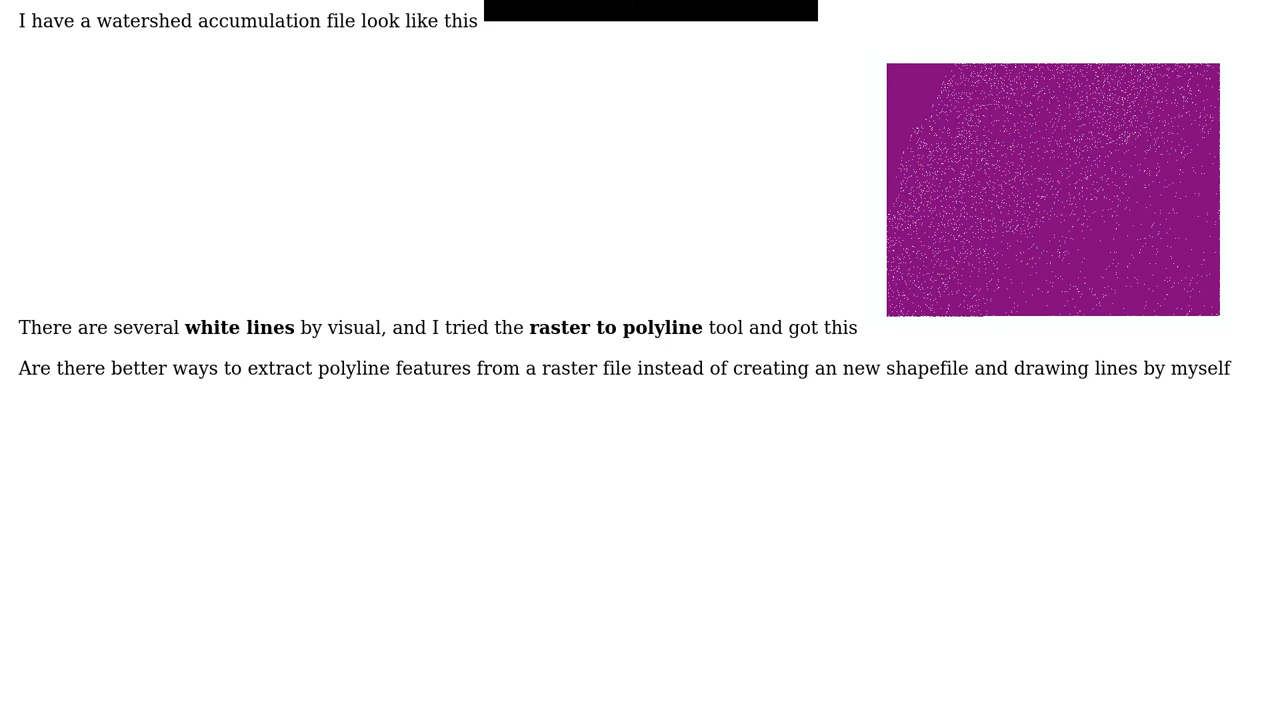 I have a watershed accumulation file look like this
There are several white lines by visual, and I tried the raster to polyline tool and got this
Are there better ways to extract polyline features from a raster file instead of creating an new shapefile and drawing lines by myself